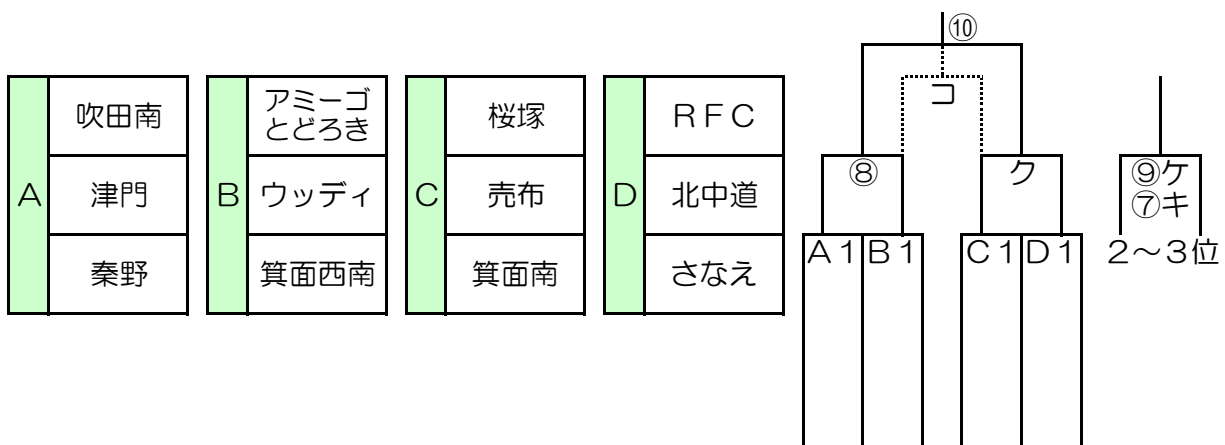 A
吹田南
津門
秦野
B
アミーゴ
とどろき
ウッディ
箕面西南
C
桜塚
売布
箕面南
D
ＲＦＣ
北中道
さなえ
⑩
コ
⑧
ク
A１
B１
C１
D１
⑨ケ
⑦キ
２～３位